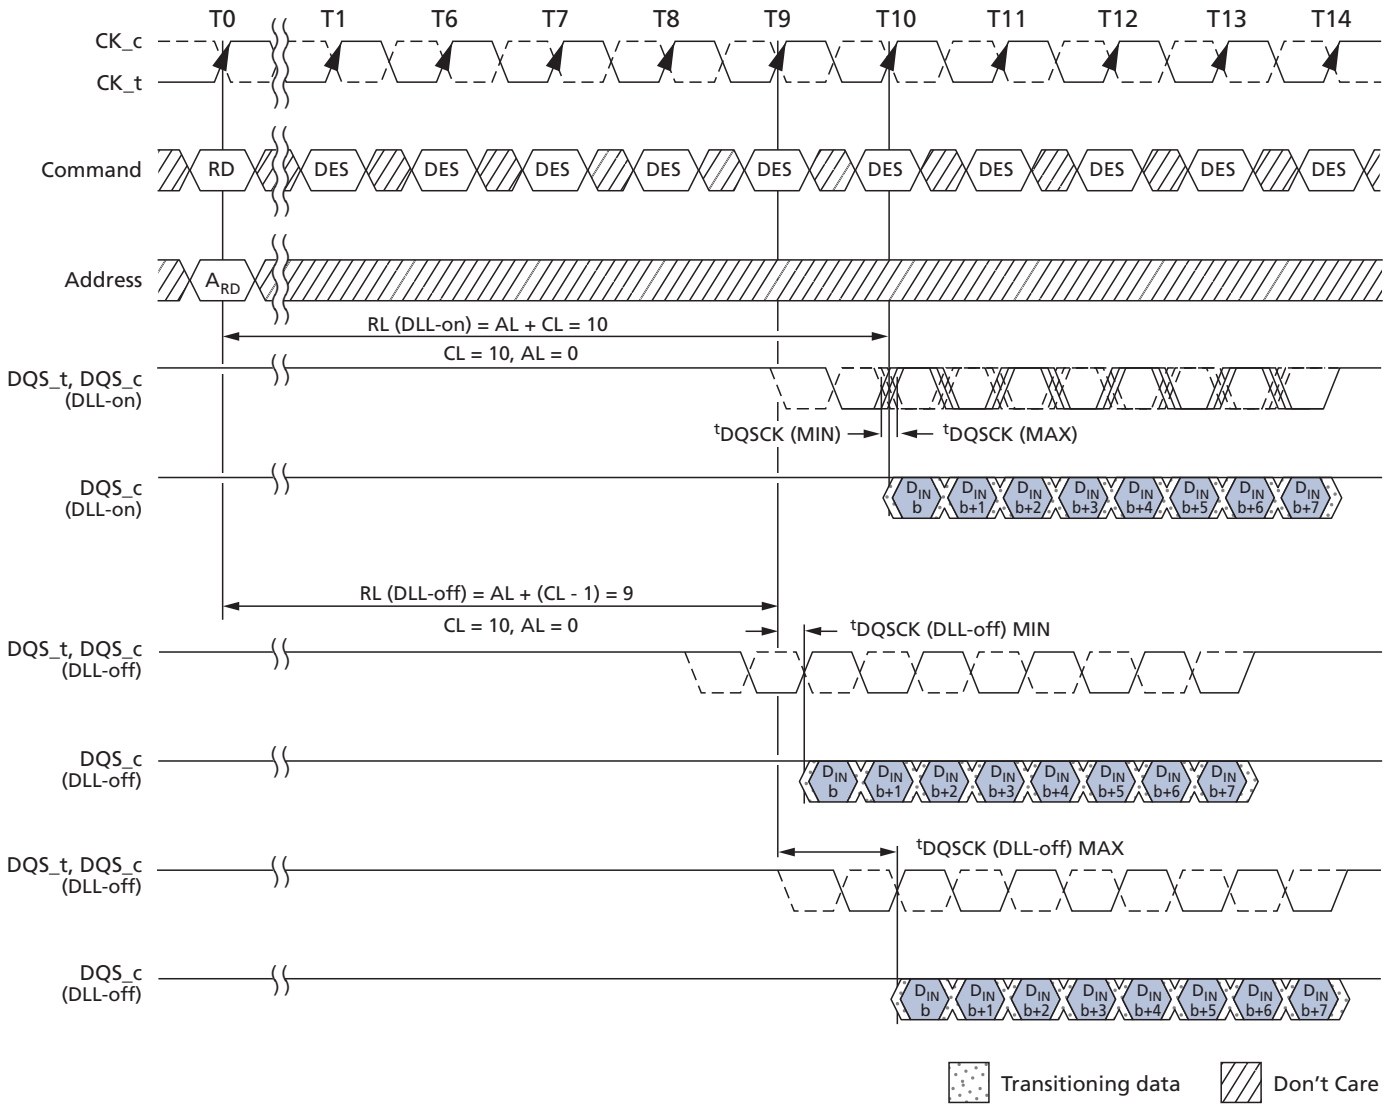 T0 T1 T6 T7 T8 T9 T10 T11 T12 T13 T14
CK_c
CK_t
Command RD DES DES DES DES DES DES DES DES DES DES
Address ARD
RL (DLL-on) = AL + CL = 10
CL = 10, AL = 0
DQS_t, DQS_c
(DLL-on)
tDQSCK (MIN) tDQSCK (MAX)
DQS_c
(DLL-on)
DIN DIN DIN DIN DIN DIN DIN DIN
b b+1 b+2 b+3 b+4 b+5 b+6 b+7
RL (DLL-off) = AL + (CL - 1) = 9
CL = 10, AL = 0
tDQSCK (DLL-off) MIN
DQS_t, DQS_c
(DLL-off)
DQS_c
(DLL-off)
DIN DIN DIN DIN DIN DIN DIN DIN
b b+1 b+2 b+3 b+4 b+5 b+6 b+7
tDQSCK (DLL-off) MAX
DQS_t, DQS_c
(DLL-off)
DQS_c
(DLL-off)
DIN DIN DIN DIN DIN DIN DIN DIN
b b+1 b+2 b+3 b+4 b+5 b+6 b+7
Transitioning data Don't Care